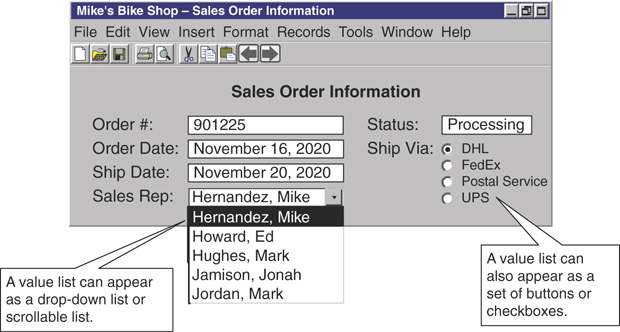 Mike's Bike Shop – Sales Order Information
File Edit View Insert Format Records Tools Window Help
Sales Order Information
Order #: 901225
Status: Processing
Order Date: November 16, 2020
Ship Via: DHL
FedEx
Postal Service
UPS
Ship Date: November 20, 2020
Sales Rep: Hernandez, Mike
Hernandez, Mike
Howard, Ed
Hughes, Mark
Jamison, Jonah
Jordan, Mark
A value list can appear
as a drop-down list or
scrollable list.
A value list can
also appear as a
set of buttons or
checkboxes.